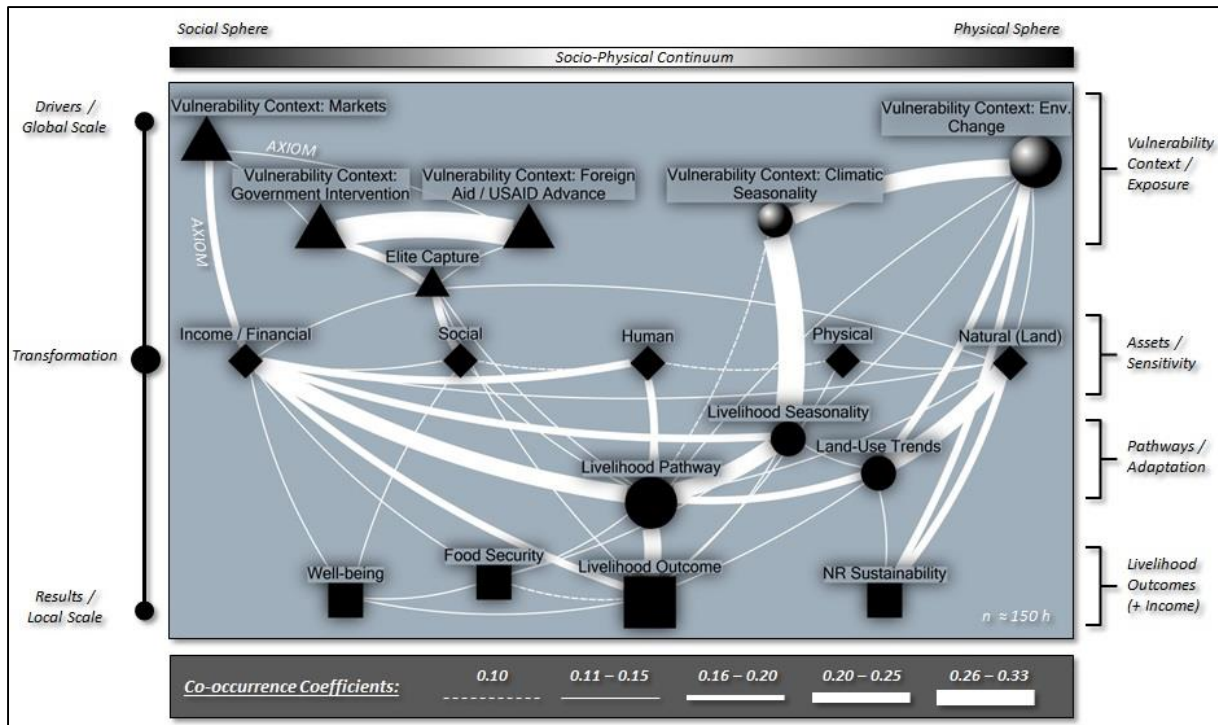 Social Sphere
Physical Sphere
Socio-Physical Continuum
Drivers /
Global Scale
Transformation
Results /
Local Scale
Vulnerability Context: Markets
Vulnerability Context: Env.
Change
AXIOM
Vulnerability Context:
Government Intervention
Vulnerability Context: Foreign
Aid / USAID Advance
Vulnerability Context: Climatic
Seasonality
AXIOM
Elite Capture
Income / Financial
Social
Human
Physical
Natural (Land)
Livelihood Seasonality
Land-Use Trends
Livelihood Pathway
Well-being
Food Security
Livelihood Outcome
NR Sustainability
n ≈ 150 h
Vulnerability
Context /
Exposure
Assets /
Sensitivity
Pathways /
Adaptation
Livelihood
Outcomes
(+ Income)
Co-occurrence Coefficients:
0.10
0.11 – 0.15
0.16 – 0.20
0.20 – 0.25
0.26 – 0.33